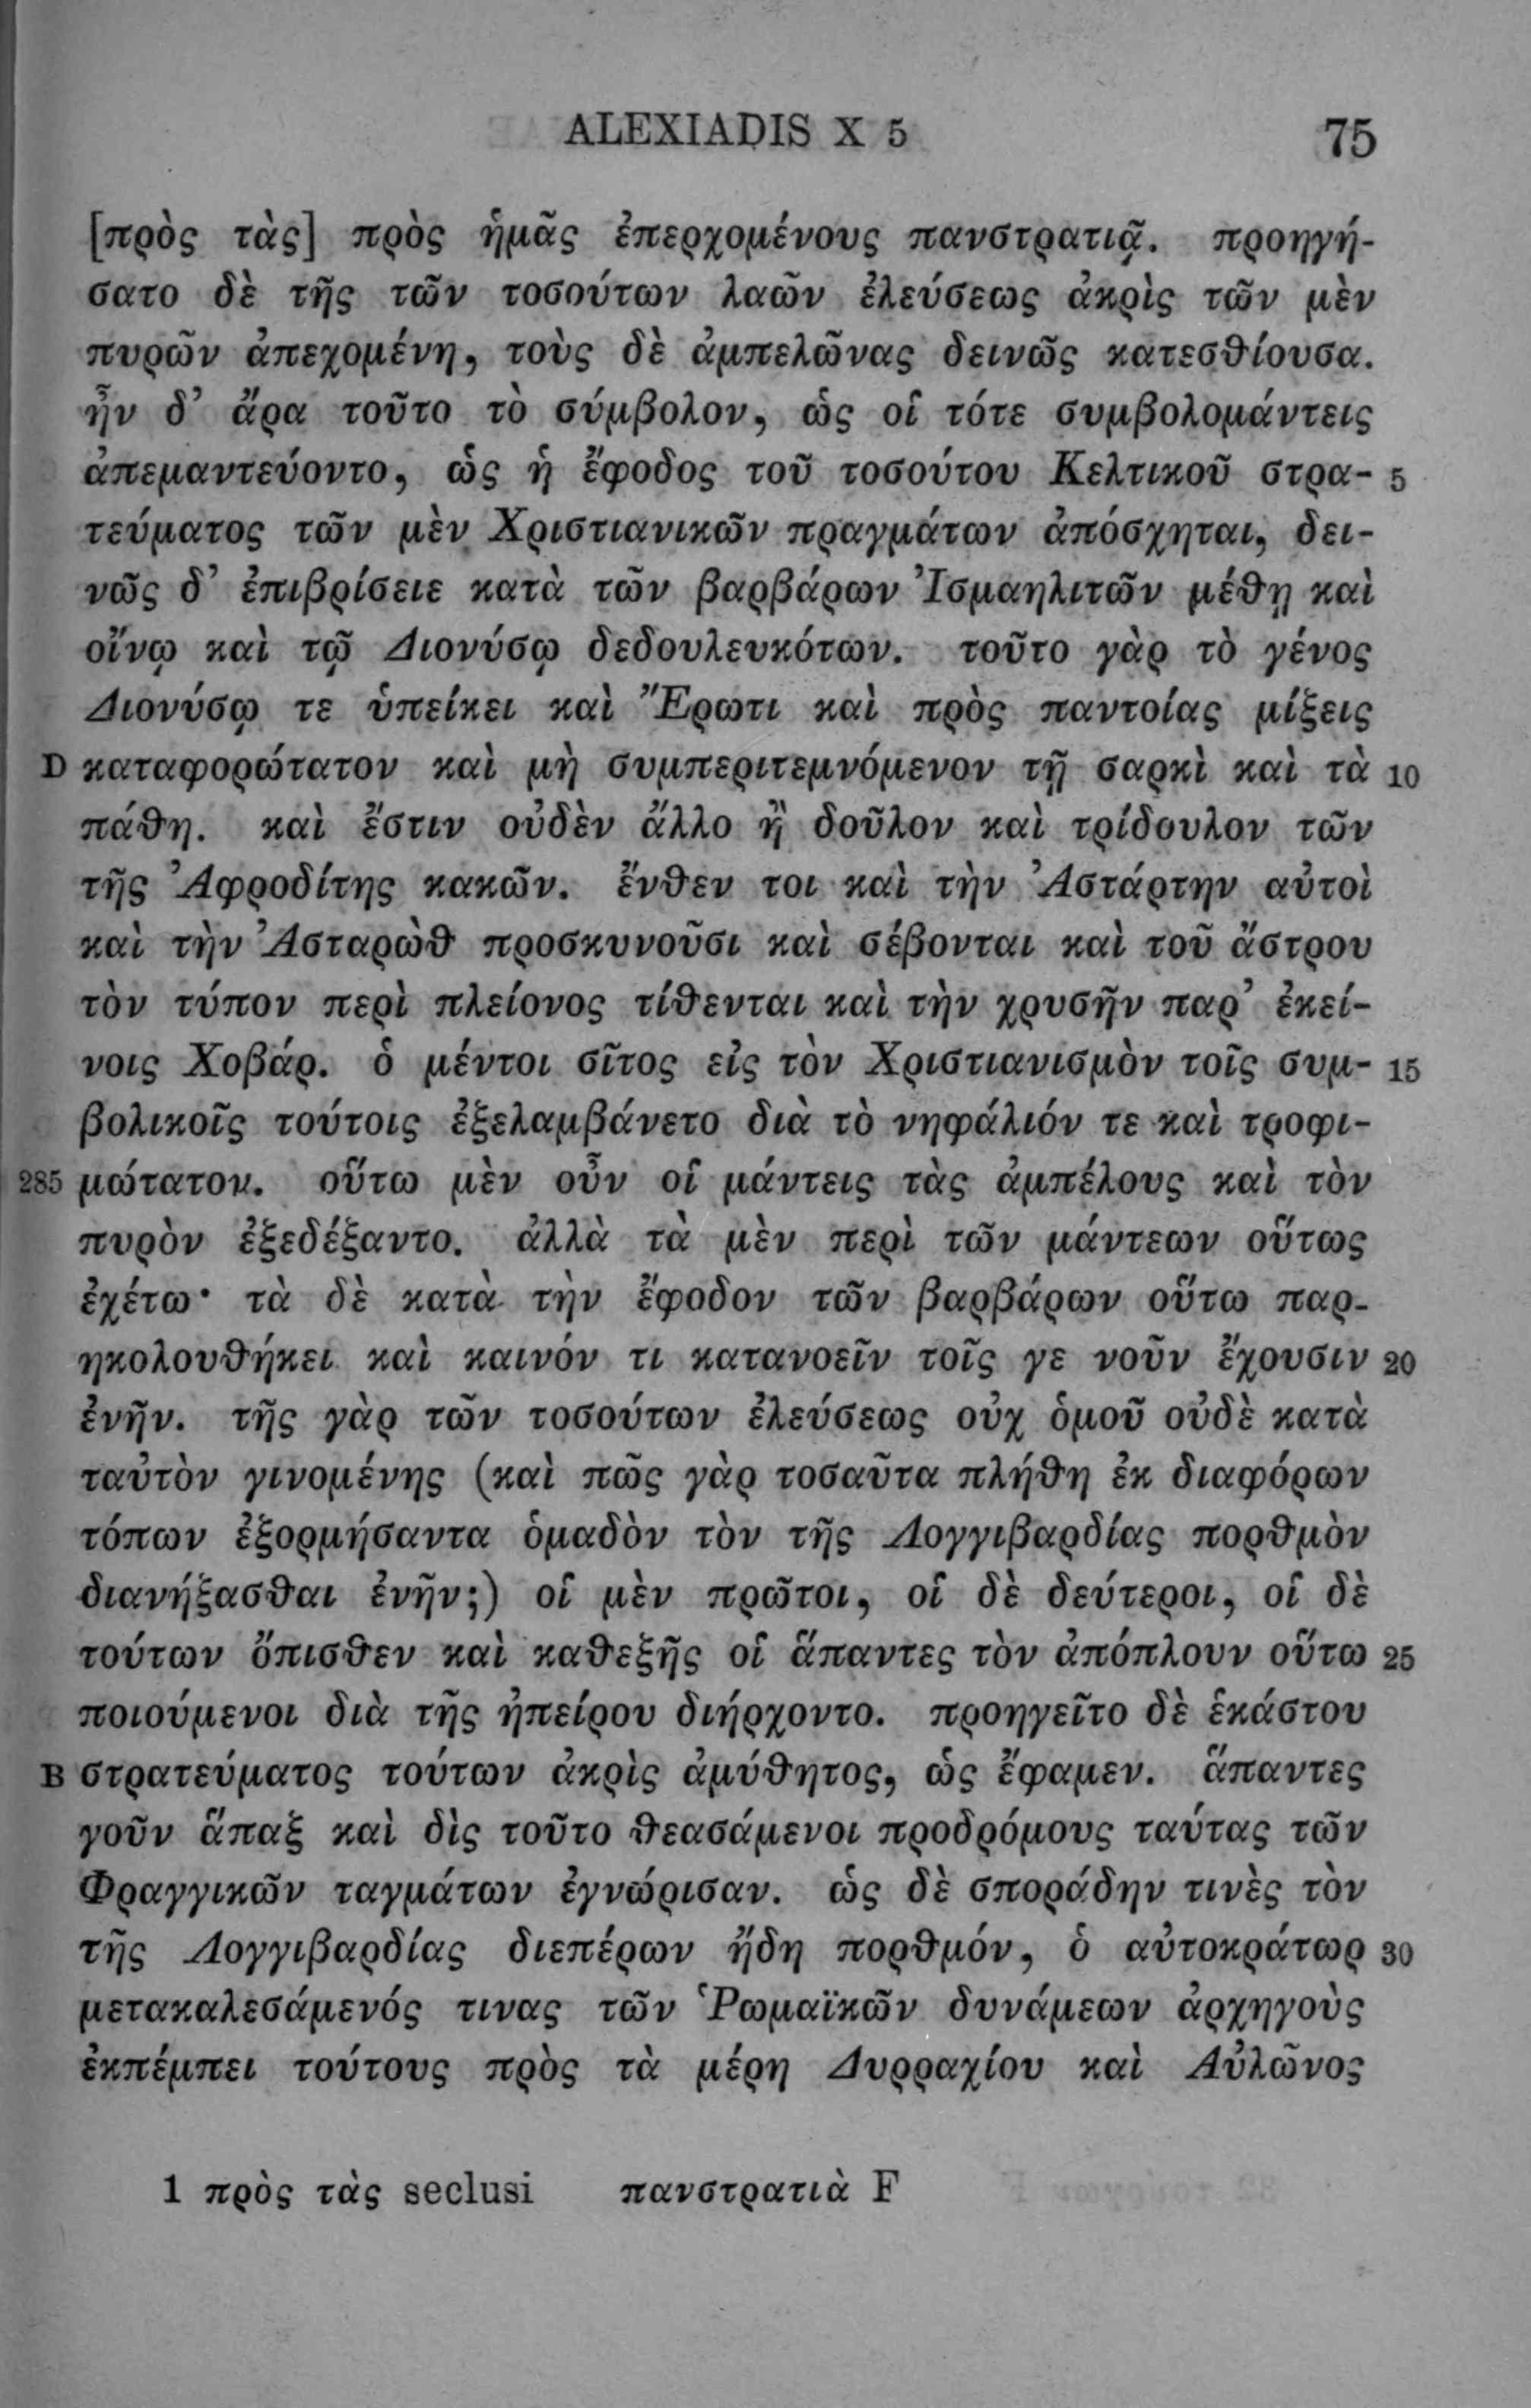 ALEXIADIS X 5 75
[πρὸς τὰς] πρὸς ἡμᾶς ἐπερχομένους πανστρατιᾷ. προηγή-
σατο δὲ τῆς τῶν τοσούτων λαῶν ἐλεύσεως ἀκρὶς τῶν μὲν
πυρῶν ἀπεχομένη, τοὺς δὲ ἀμπελῶνας δεινῶς κατεσθίουσα.
ἦν δ’ ἄρα τοῦτο τὸ σύμβολον, ὡς οἱ τότε συμβολομάντεις
ἀπεμαντεύοντο, ὡς ἡ ἔφοδος τοῦ τοσούτου Κελτικοῦ στρα- 5
τεύματος τῶν μὲν Χριστιανικῶν πραγμάτων ἀπόσχηται, δει-
νῶς δ’ ἐπιβρίσειε κατὰ τῶν βαρβάρων Ἰσμαηλιτῶν μέθῃ καὶ
οἴνῳ καὶ τῷ Διονύσῳ δεδουλευκότων. τοῦτο γὰρ τὸ γένος
Διονύσῳ τε ὑπείκει καὶ Ἔρωτι καὶ πρὸς παντοίας μίξεις
D καταφορώτατον καὶ μὴ συμπεριτεμνόμενον τῇ σαρκὶ καὶ τὰ 10
πάθη. καὶ ἔστιν οὐδὲν ἄλλο ἢ δοῦλον καὶ τρίδουλον τῶν
τῆς Ἀφροδίτης κακῶν. ἔνθεν τοι καὶ τὴν Ἀστάρτην αὐτοὶ
καὶ τὴν Ἀσταρὼθ προσκυνοῦσι καὶ σέβονται καὶ τοῦ ἄστρου
τὸν τύπον περὶ πλείονος τίθενται καὶ τὴν χρυσῆν παρ’ ἐκεί-
νοις Χοβάρ. ὁ μέντοι σῖτος εἰς τὸν Χριστιανισμὸν τοῖς συμ- 15
βολικοῖς τούτοις ἐξελαμβάνετο διὰ τὸ νηφάλιόν τε καὶ τροφι-
285 μώτατον. οὕτω μὲν οὖν οἱ μάντεις τὰς ἀμπέλους καὶ τὸν
πυρὸν ἐξεδέξαντο. ἀλλὰ τὰ μὲν περὶ τῶν μάντεων οὕτως
ἐχέτω· τὰ δὲ κατὰ τὴν ἔφοδον τῶν βαρβάρων οὕτω παρ-
ηκολουθήκει καὶ καινόν τι κατανοεῖν τοῖς γε νοῦν ἔχουσιν 20
ἐνῆν. τῆς γὰρ τῶν τοσούτων ἐλεύσεως οὐχ ὁμοῦ οὐδὲ κατὰ
ταὐτὸν γινομένης (καὶ πῶς γὰρ τοσαῦτα πλήθη ἐκ διαφόρων
τόπων ἐξορμήσαντα ὁμαδὸν τὸν τῆς Λογγιβαρδίας πορθμὸν
διανήξασθαι ἐνῆν;) οἱ μὲν πρῶτοι, οἱ δὲ δεύτεροι, οἱ δὲ
τούτων ὄπισθεν καὶ καθεξῆς οἱ ἅπαντες τὸν ἀπόπλουν οὕτω 25
ποιούμενοι διὰ τῆς ἠπείρου διήρχοντο. προηγεῖτο δὲ ἑκάστου
B στρατεύματος τούτων ἀκρὶς ἀμύθητος, ὡς ἔφαμεν. ἅπαντες
γοῦν ἅπαξ καὶ δὶς τοῦτο θεασάμενοι προδρόμους ταύτας τῶν
Φραγγικῶν ταγμάτων ἐγνώρισαν. ὡς δὲ σποράδην τινὲς τὸν
τῆς Λογγιβαρδίας διεπέρων ἤδη πορθμόν, ὁ αὐτοκράτωρ 30
μετακαλεσάμενός τινας τῶν Ῥωμαϊκῶν δυνάμεων ἀρχηγοὺς
ἐκπέμπει τούτους πρὸς τὰ μέρη Δυρραχίου καὶ Αὐλῶνος
1 πρὸς τὰς seclusi πανστρατιὰ F